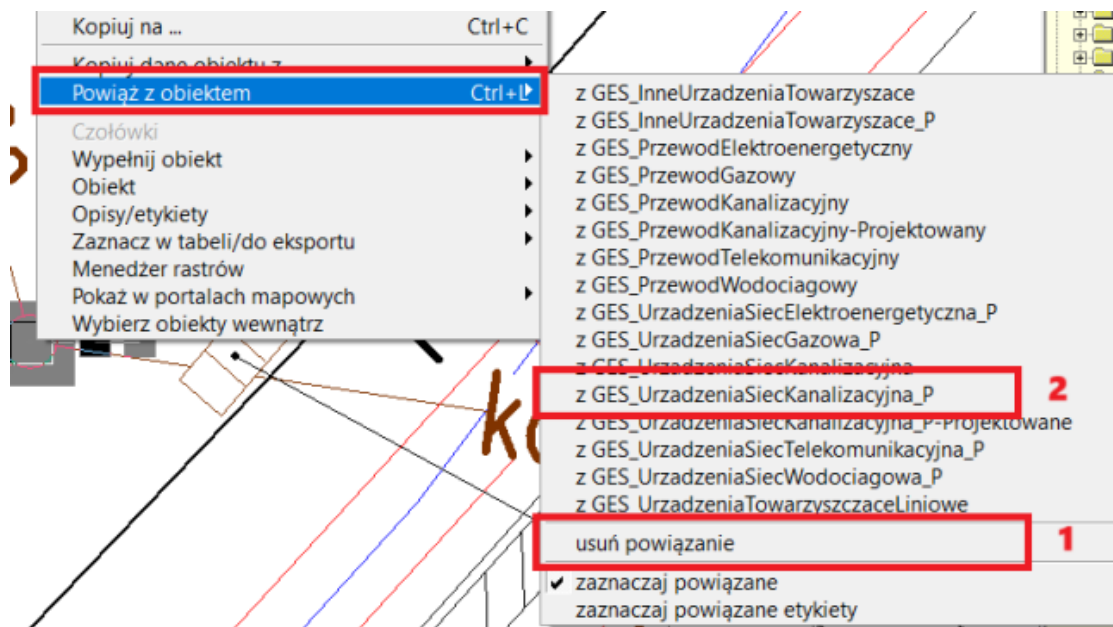 Kopiuj na ... Ctrl+C
Kopiuj dane obiektu z
Powiąż z obiektem Ctrl+L
Czołówki
Wypełnij obiekt
Obiekt
Opisy/etykiety
Zaznacz w tabeli/do eksportu
Menedżer rastrów
Pokaż w portalach mapowych
Wybierz obiekty wewnątrz
z GES_InneUrzadzeniaTowarzyszace
z GES_InneUrzadzeniaTowarzyszace_P
z GES_PrzewodElektroenergetyczny
z GES_PrzewodGazowy
z GES_PrzewodKanalizacyjny
z GES_PrzewodKanalizacyjny-Projektowany
z GES_PrzewodTelekomunikacyjny
z GES_PrzewodWodociagowy
z GES_UrzadzeniaSiecElektroenergetyczna_P
z GES_UrzadzeniaSiecGazowa_P
z GES_UrzadzeniaSiecKanalizacyjna
z GES_UrzadzeniaSiecKanalizacyjna_P 2
z GES_UrzadzeniaSiecKanalizacyjna_P-Projektowane
z GES_UrzadzeniaSiecTelekomunikacyjna_P
z GES_UrzadzeniaSiecWodociagowa_P
z GES_UrzadzeniaTowarzyszczaceLiniowe
usuń powiązanie 1
zaznaczaj powiązane
zaznaczaj powiązane etykiety